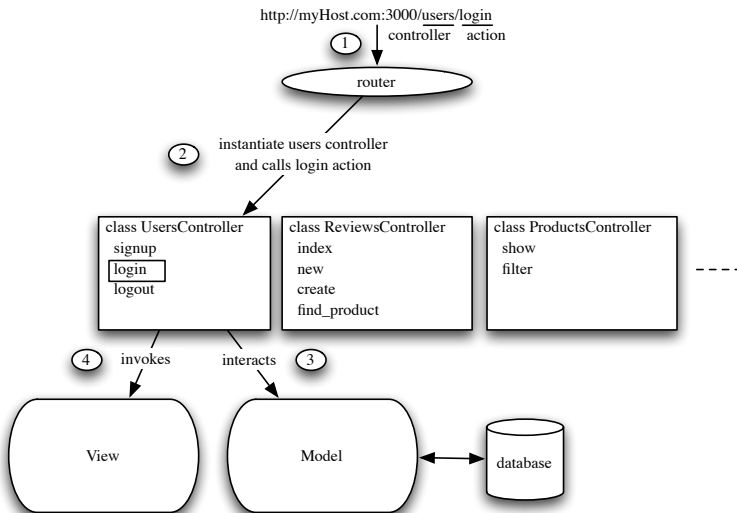 http://myHost.com:3000/users/login
controller action
1
router
2
instantiate users controller
and calls login action
class UsersController
signup
login
logout
class ReviewsController
index
new
create
find_product
class ProductsController
show
filter
4
invokes
interacts
3
View
Model
database